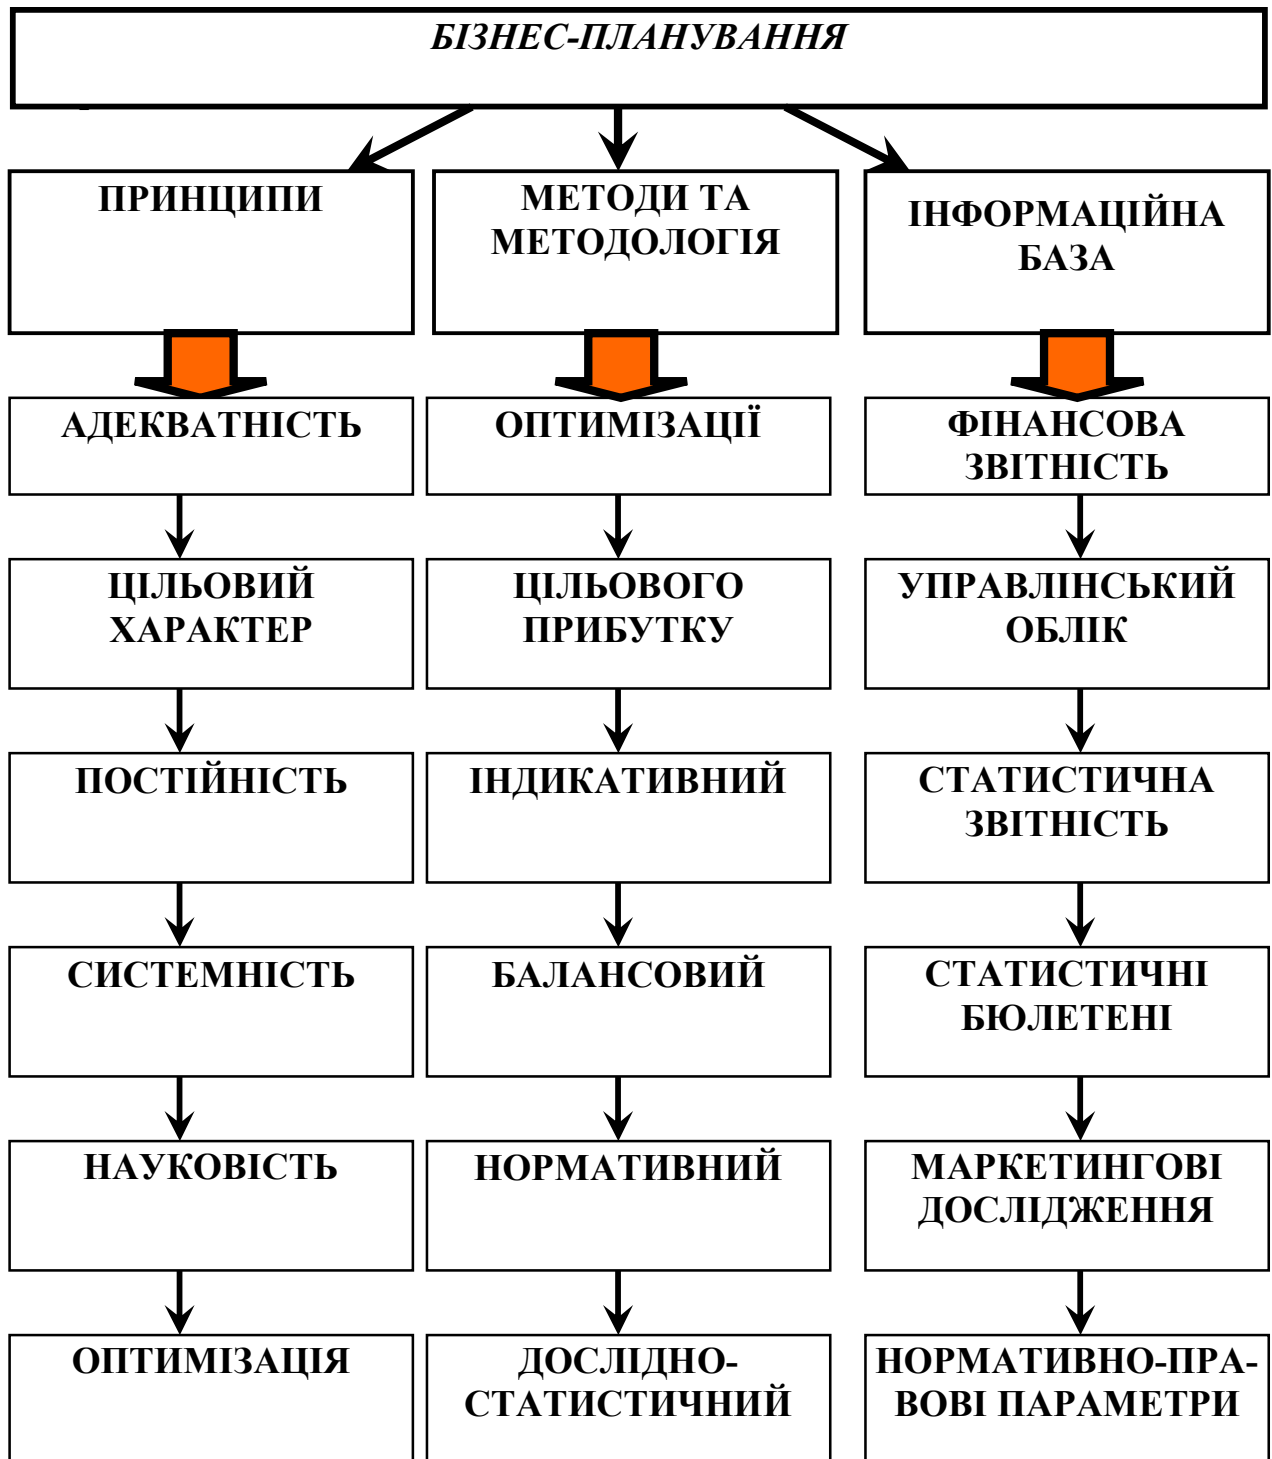 БІЗНЕС-ПЛАНУВАННЯ
ПРИНЦИПИ
МЕТОДИ ТА
МЕТОДОЛОГІЯ
ІНФОРМАЦІЙНА
БАЗА
АДЕКВАТНІСТЬ
ОПТИМІЗАЦІЇ
ФІНАНСОВА
ЗВІТНІСТЬ
ЦІЛЬОВИЙ
ХАРАКТЕР
ЦІЛЬОВОГО
ПРИБУТКУ
УПРАВЛІНСЬКИЙ
ОБЛІК
ПОСТІЙНІСТЬ
ІНДИКАТИВНИЙ
СТАТИСТИЧНА
ЗВІТНІСТЬ
СИСТЕМНІСТЬ
БАЛАНСОВИЙ
СТАТИСТИЧНІ
БЮЛЕТЕНІ
НАУКОВІСТЬ
НОРМАТИВНИЙ
МАРКЕТИНГОВІ
ДОСЛІДЖЕННЯ
ОПТИМІЗАЦІЯ
ДОСЛІДНО-
СТАТИСТИЧНИЙ
НОРМАТИВНО-ПРА-
ВОВІ ПАРАМЕТРИ